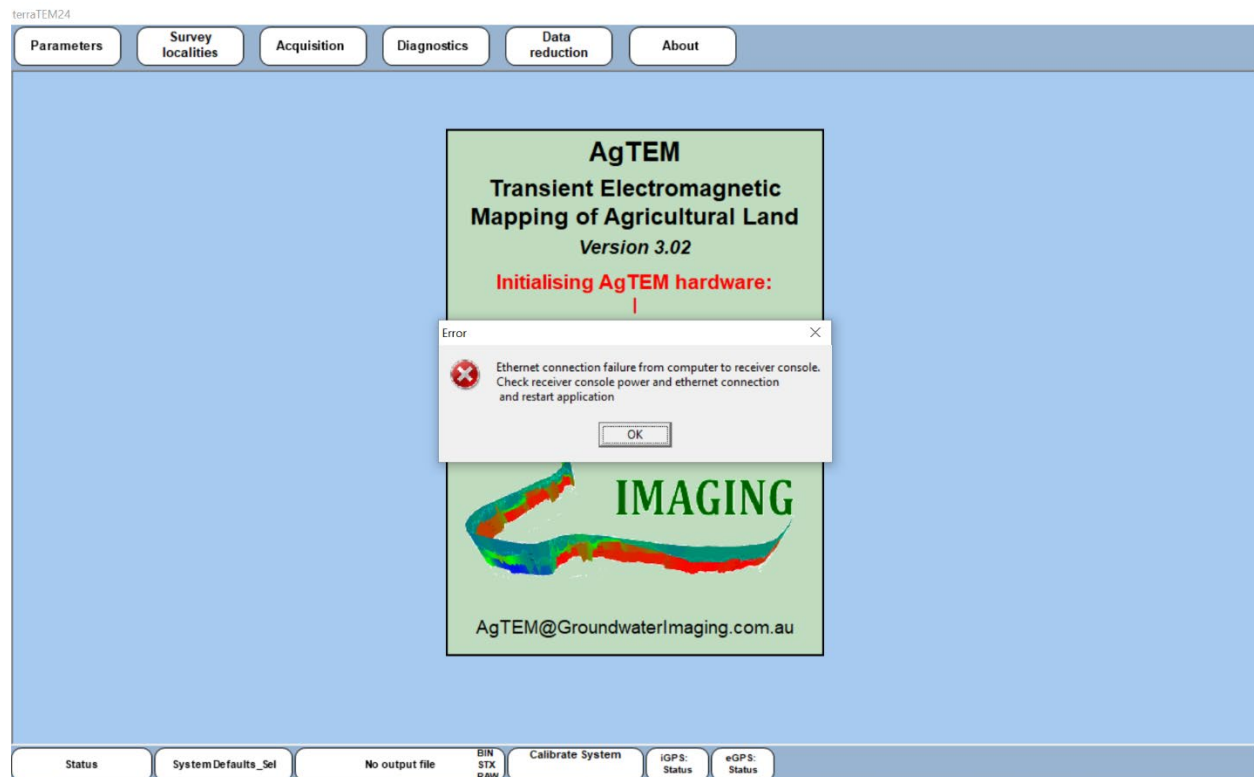 terraTEM24
Parameters
Survey
localities
Acquisition
Diagnostics
Data
reduction
About
AgTEM
Transient Electromagnetic
Mapping of Agricultural Land
Version 3.02
Initialising AgTEM hardware:
Error
Ethernet connection failure from computer to receiver console.
Check receiver console power and ethernet connection
and restart application
OK
IMAGING
AgTEM@GroundwaterImaging.com.au
Status
SystemDefaults_Sel
No output file
BIN
STX
RAW
Calibrate System
iGPS:
Status
eGPS:
Status